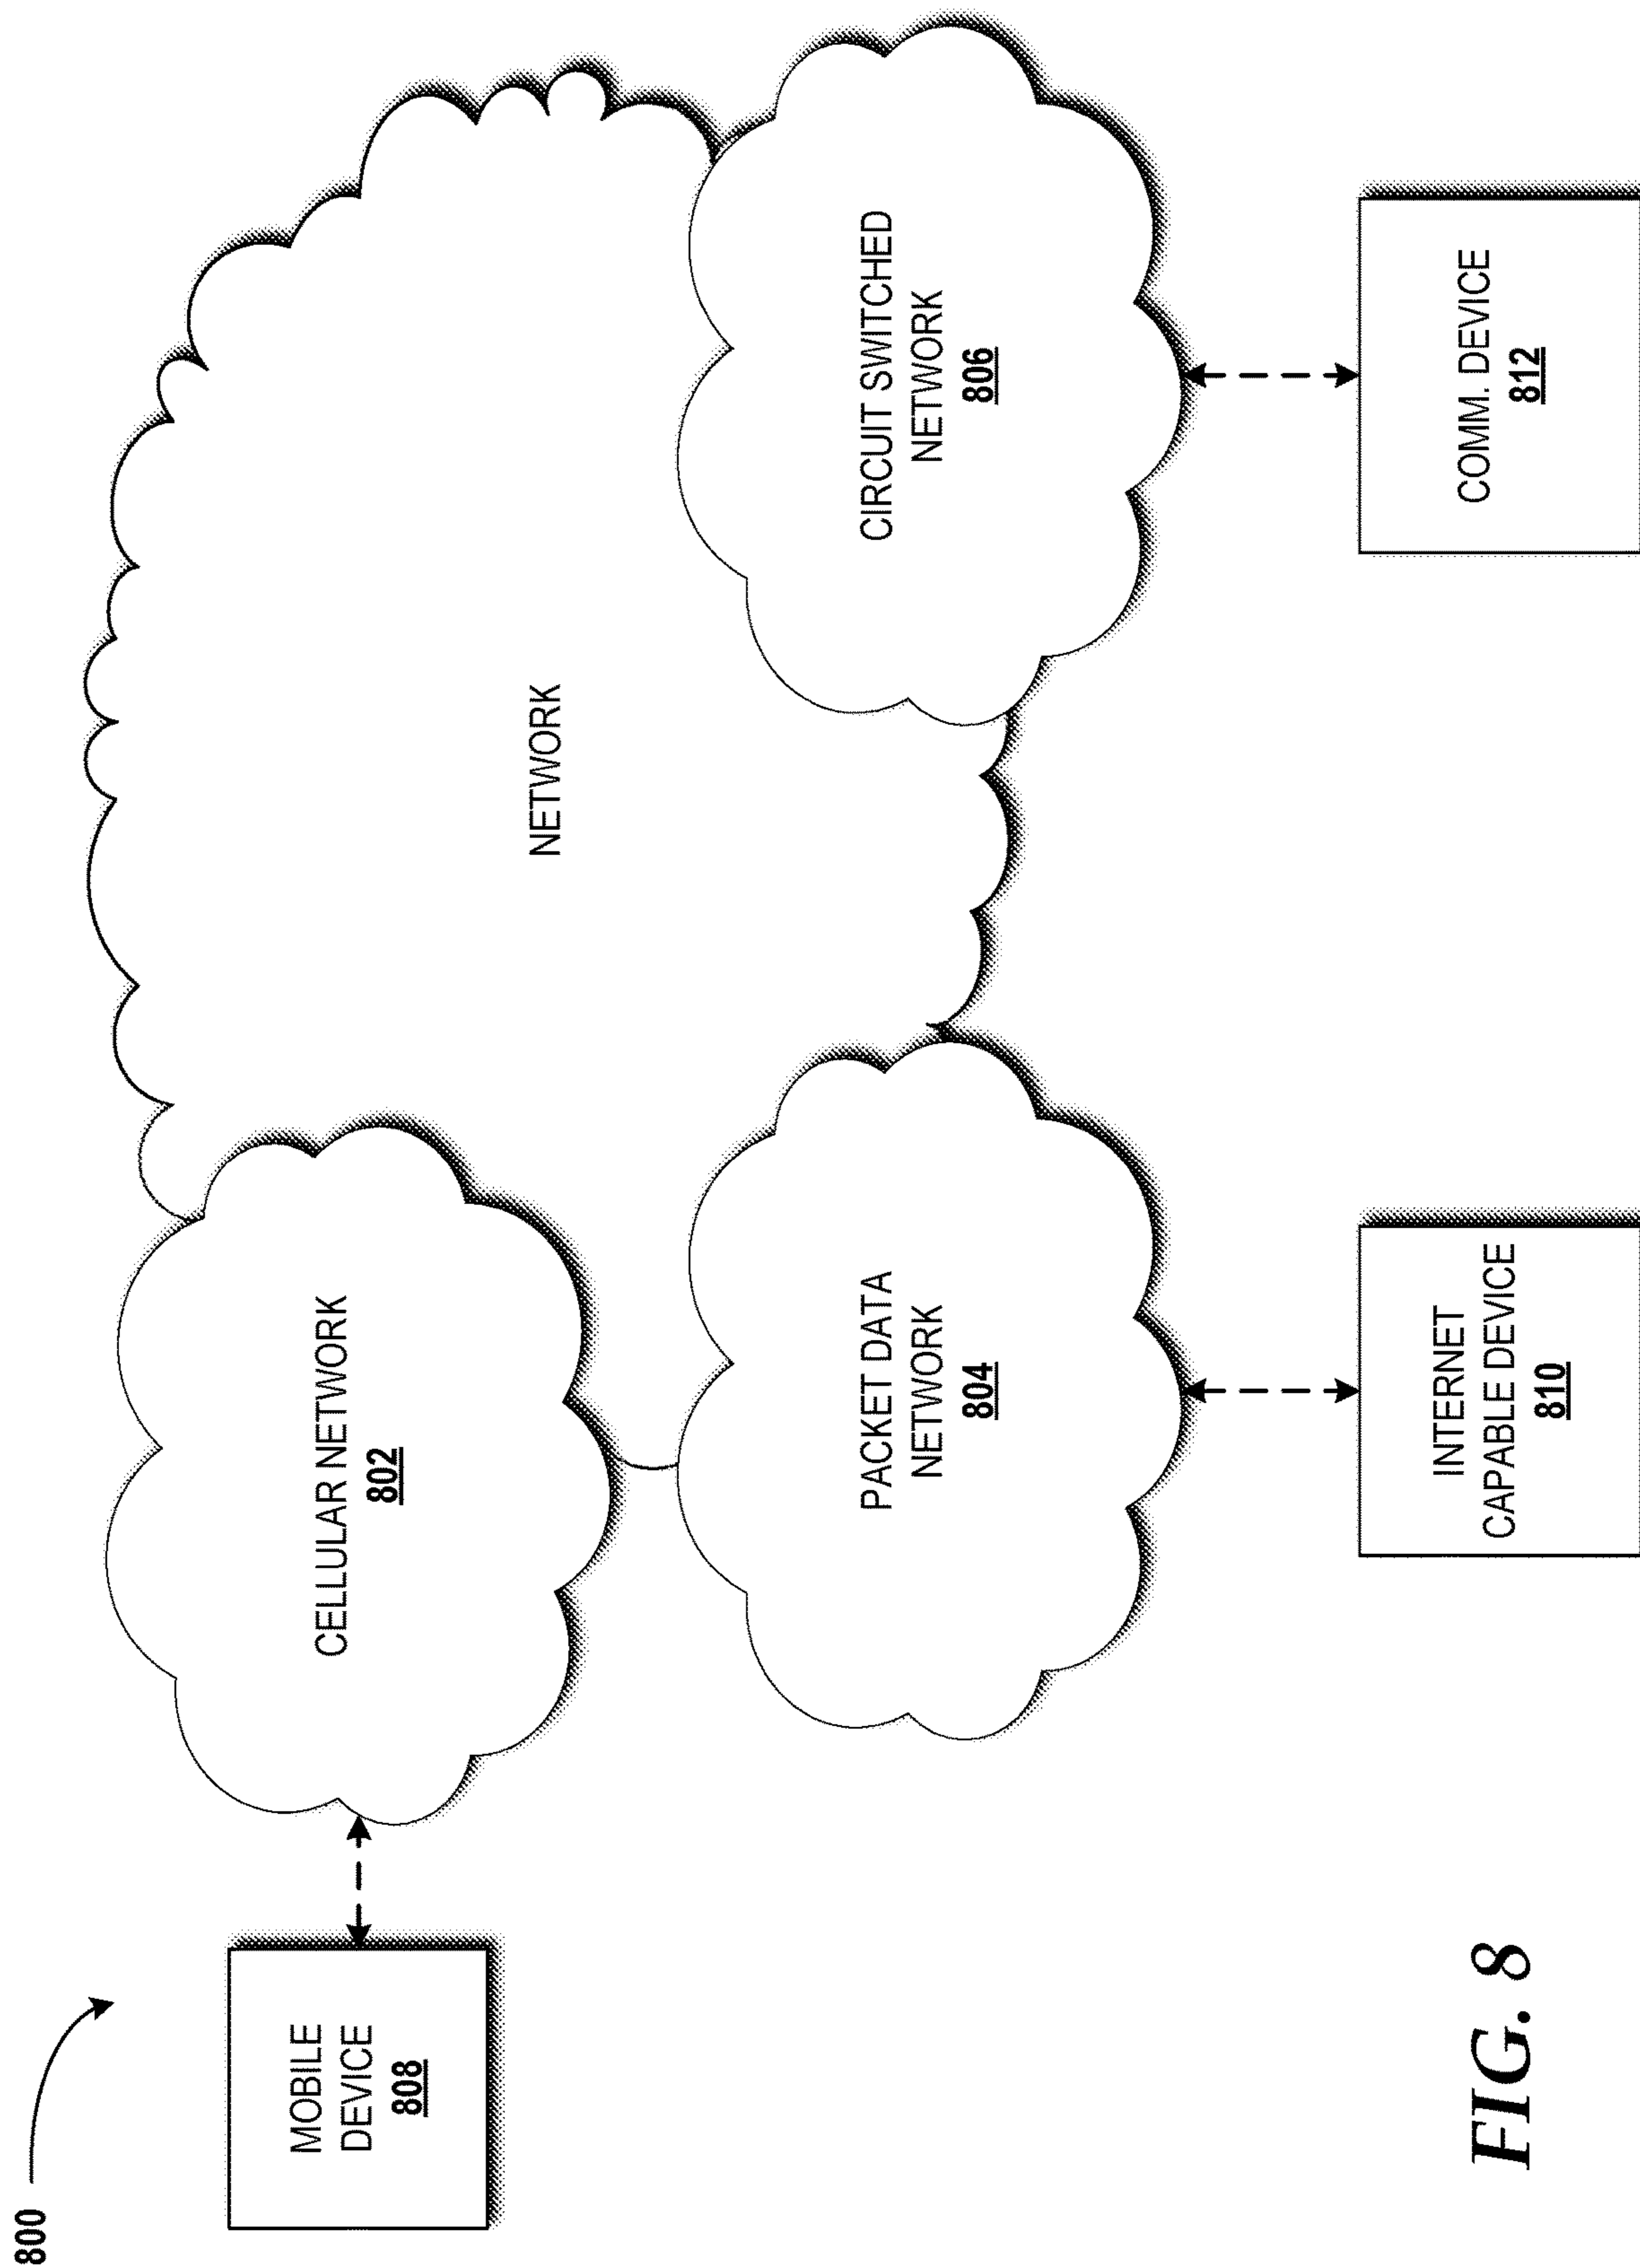 800
MOBILE
DEVICE
808
CELLULAR NETWORK
802
NETWORK
PACKET DATA
NETWORK
804
CIRCUIT SWITCHED
NETWORK
806
INTERNET
CAPABLE DEVICE
810
COMM. DEVICE
812
FIG. 8